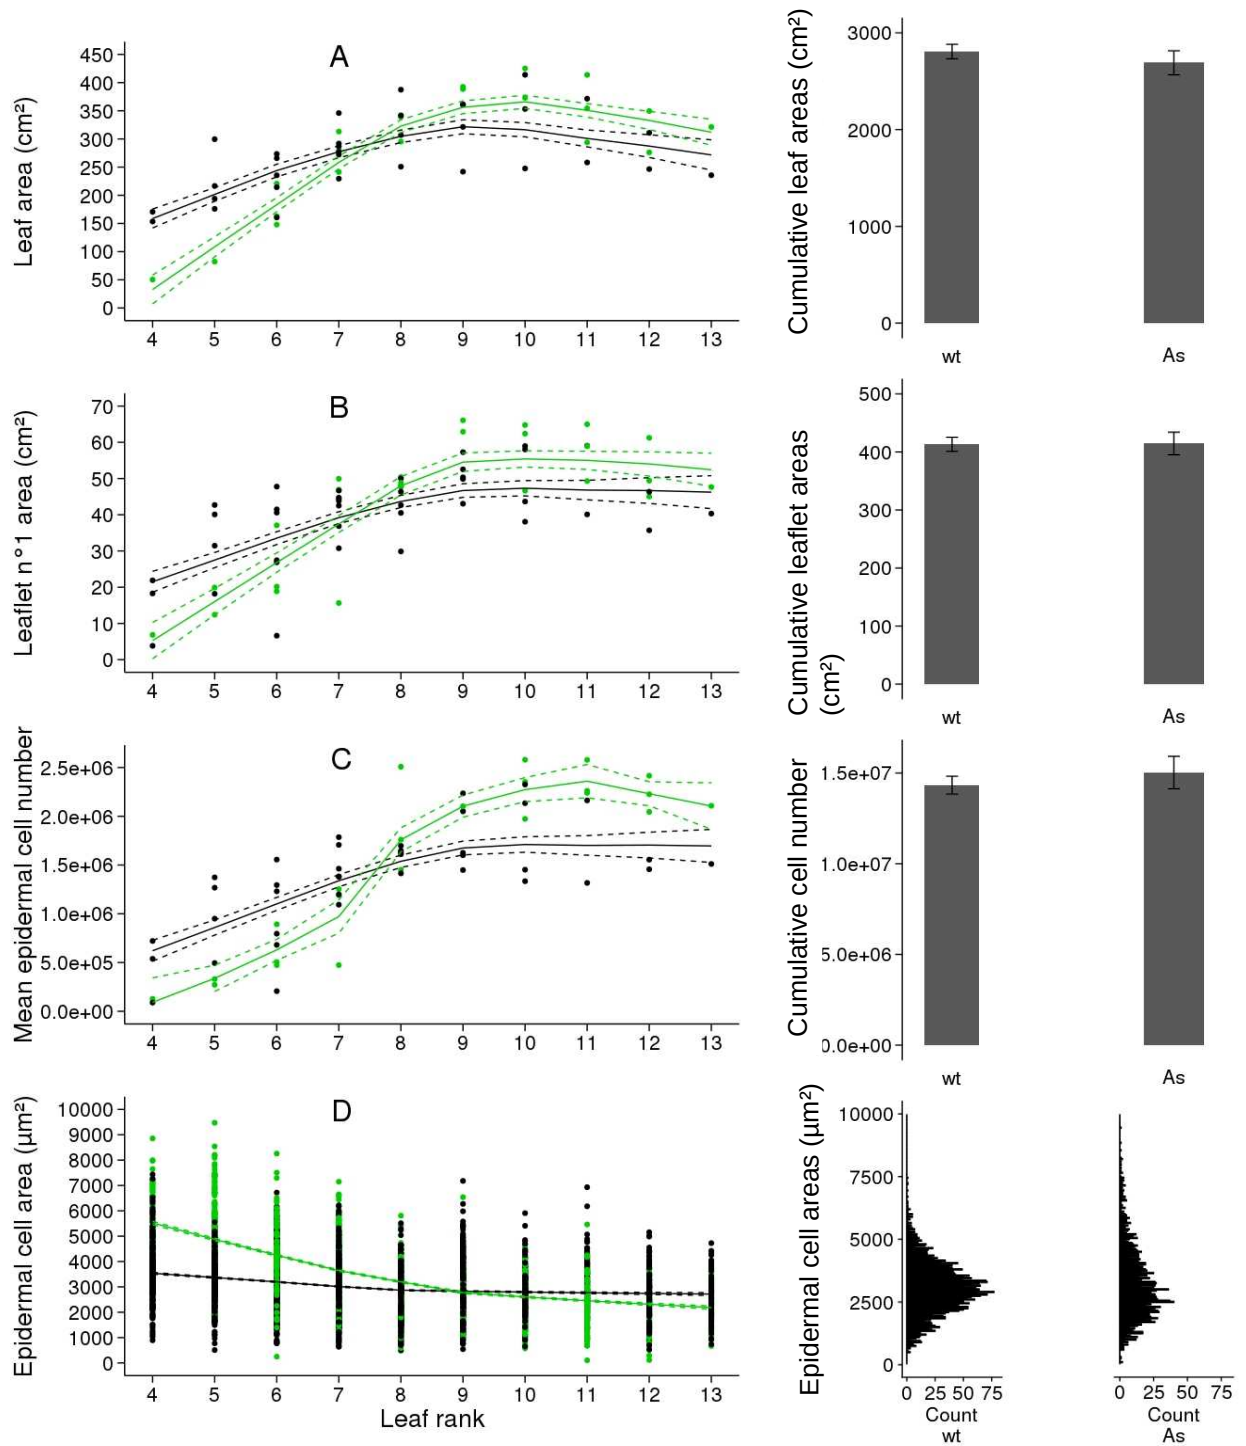 A
Leaf area (cm²)
450
400
350
300
250
200
150
100
50
0
4 5 6 7 8 9 10 11 12 13
Cumulative leaf areas (cm²)
3000
2000
1000
0
wt As
B
Leaflet n°1 area (cm²)
70
60
50
40
30
20
10
0
4 5 6 7 8 9 10 11 12 13
Cumulative leaflet areas
(cm²)
500
400
300
200
100
0
wt As
C
Mean epidermal cell number
2.5e+06
2.0e+06
1.5e+06
1.0e+06
5.0e+05
0.0e+00
4 5 6 7 8 9 10 11 12 13
Cumulative cell number
1.5e+07
1.0e+07
5.0e+06
0.0e+00
wt As
D
Epidermal cell area (µm²)
10000
9000
8000
7000
6000
5000
4000
3000
2000
1000
0
4 5 6 7 8 9 10 11 12 13
Leaf rank
Epidermal cell areas (µm²)
10000
7500
5000
2500
0
0 25 50 75 0 25 50 75
Count Count
wt As